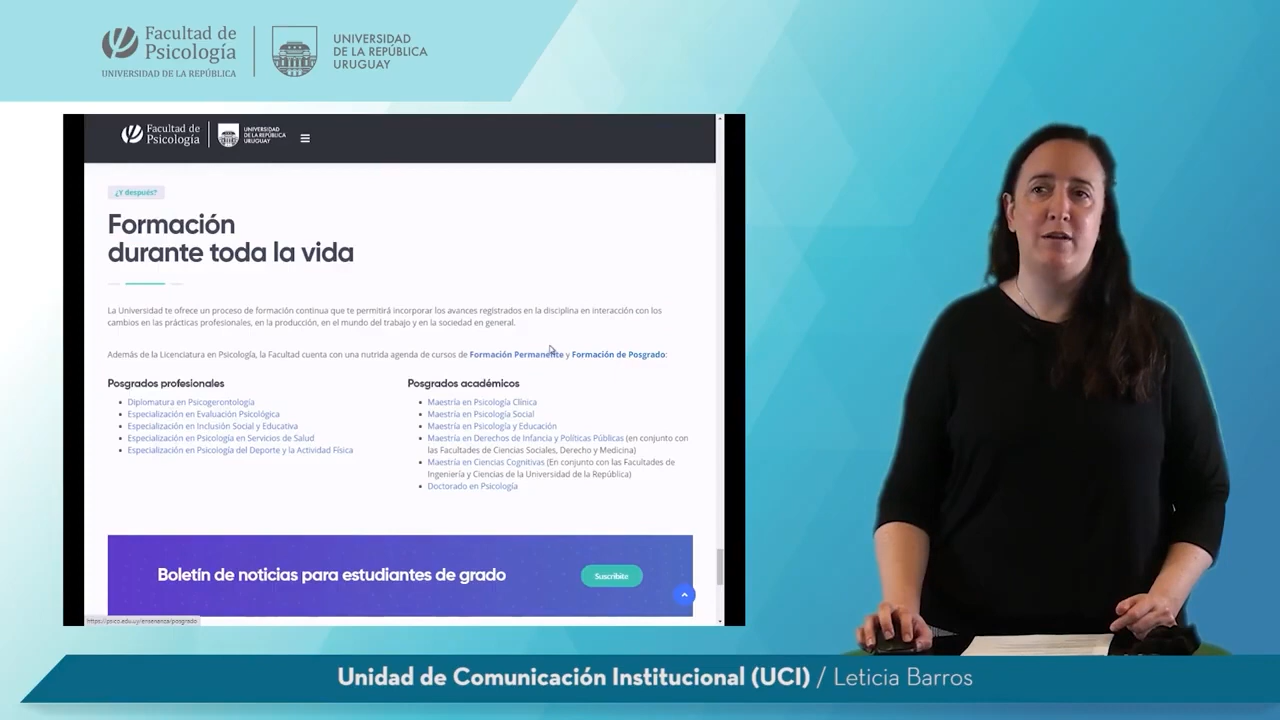 Facultad de
Psicología
UNIVERSIDAD DE LA REPÚBLICA
UNIVERSIDAD
DE LA REPÚBLICA
URUGUAY
Facultad de
Psicología
UNIVERSIDAD
DE LA REPÚBLICA
URUGUAY
¿Y después?
Formación
durante toda la vida
La Universidad te ofrece un proceso de formación continua que te permitirá incorporar los avances registrados en la disciplina en interacción con los
cambios en las prácticas profesionales, en la producción, en el mundo del trabajo y en la sociedad en general.
Además de la Licenciatura en Psicología, la Facultad cuenta con una nutrida agenda de cursos de Formación Permanente y Formación de Posgrado:
Posgrados profesionales
Diplomatura en Psicogerontología
Especialización en Evaluación Psicológica
Especialización en Inclusión Social y Educativa
Especialización en Psicología en Servicios de Salud
Especialización en Psicología del Deporte y la Actividad Física
Posgrados académicos
Maestría en Psicología Clínica
Maestría en Psicología Social
Maestría en Psicología y Educación
Maestría en Derechos de Infancia y Políticas Públicas (en conjunto con
las Facultades de Ciencias Sociales, Derecho y Medicina)
Maestría en Ciencias Cognitivas (En conjunto con las Facultades de
Ingeniería y Ciencias de la Universidad de la República)
Doctorado en Psicología
Boletín de noticias para estudiantes de grado
Suscribite
https://psico.edu.uy/ensenanza/posgrado
Unidad de Comunicación Institucional (UCI) / Leticia Barros